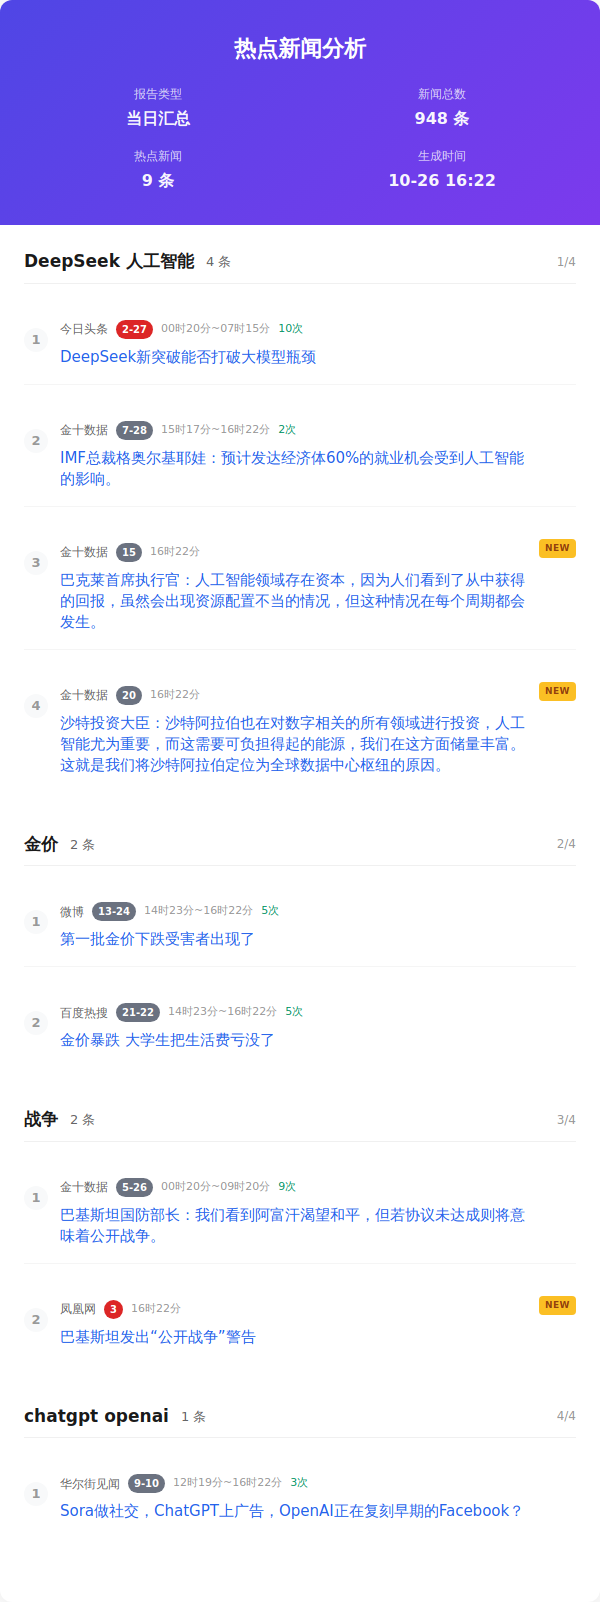 热点新闻分析
报告类型
新闻总数
当日汇总
948 条
热点新闻
生成时间
9 条
10-26 16:22
DeepSeek 人工智能 4 条 1/4
1
今日头条 2-27 00时20分~07时15分 10次
DeepSeek新突破能否打破大模型瓶颈
2
金十数据 7-28 15时17分~16时22分 2次
IMF总裁格奥尔基耶娃：预计发达经济体60%的就业机会受到人工智能
的影响。
3
金十数据 15 16时22分 NEW
巴克莱首席执行官：人工智能领域存在资本，因为人们看到了从中获得
的回报，虽然会出现资源配置不当的情况，但这种情况在每个周期都会
发生。
4
金十数据 20 16时22分 NEW
沙特投资大臣：沙特阿拉伯也在对数字相关的所有领域进行投资，人工
智能尤为重要，而这需要可负担得起的能源，我们在这方面储量丰富。
这就是我们将沙特阿拉伯定位为全球数据中心枢纽的原因。
金价 2 条 2/4
1
微博 13-24 14时23分~16时22分 5次
第一批金价下跌受害者出现了
2
百度热搜 21-22 14时23分~16时22分 5次
金价暴跌 大学生把生活费亏没了
战争 2 条 3/4
1
金十数据 5-26 00时20分~09时20分 9次
巴基斯坦国防部长：我们看到阿富汗渴望和平，但若协议未达成则将意
味着公开战争。
2
凤凰网 3 16时22分 NEW
巴基斯坦发出“公开战争”警告
chatgpt openai 1 条 4/4
1
华尔街见闻 9-10 12时19分~16时22分 3次
Sora做社交，ChatGPT上广告，OpenAI正在复刻早期的Facebook？